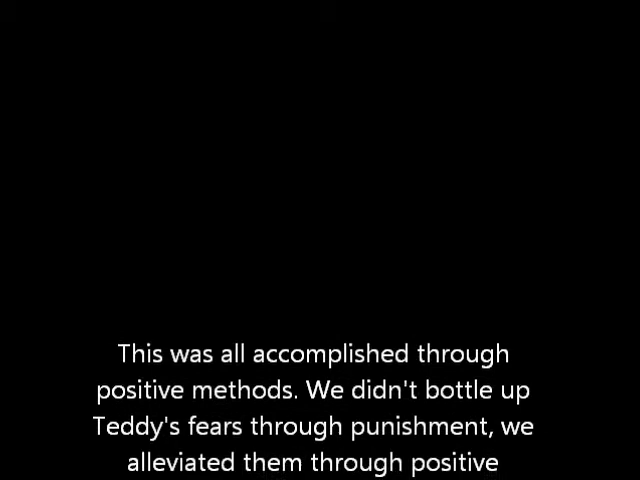 This was all accomplished through
positive methods. We didn't bottle up
Teddy's fears through punishment, we
alleviated them through positive